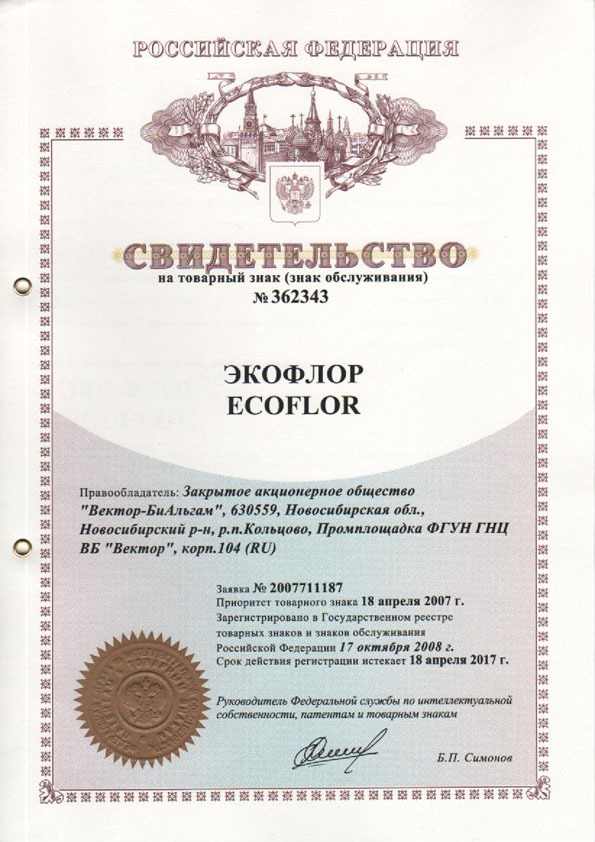 РОССИЙСКАЯ ФЕДЕРАЦИЯ
СВИДЕТЕЛЬСТВО
на товарный знак (знак обслуживания)
№ 362343
ЭКОФЛОР
ECOFLOR
Правообладатель: Закрытое акционерное общество
"Вектор-БиАльгам", 630559, Новосибирская обл.,
Новосибирский р-н, р.п.Кольцово, Промплощадка ФГУН ГНЦ
ВБ "Вектор", корп.104 (RU)
Заявка № 2007711187
Приоритет товарного знака 18 апреля 2007 г.
Зарегистрировано в Государственном реестре
товарных знаков и знаков обслуживания
Российской Федерации 17 октября 2008 г.
Срок действия регистрации истекает 18 апреля 2017 г.
Руководитель Федеральной службы по интеллектуальной
собственности, патентам и товарным знакам
Б.П. Симонов